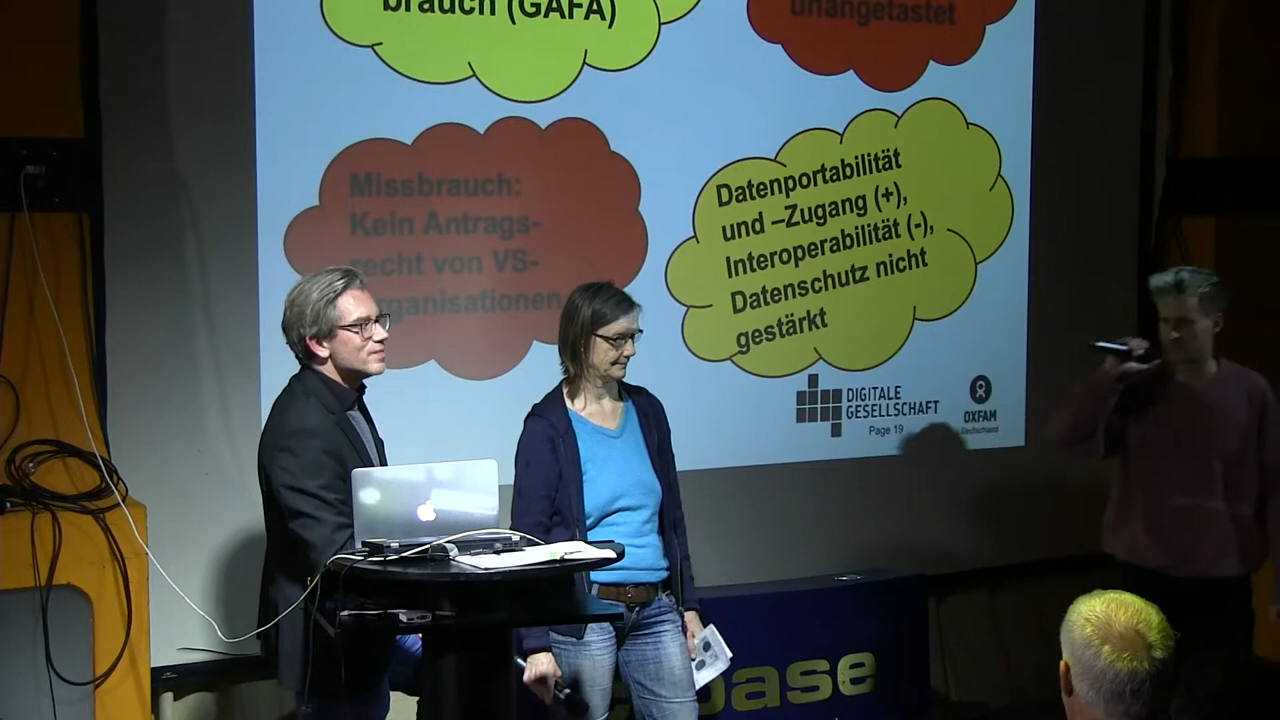 brauch (GAFA)
unangetastet
Missbrauch:
Kein Antrags-
recht von VS-
rganisationen
Datenportabilität
und –Zugang (+),
Interoperabilität (-),
Datenschutz nicht
gestärkt
DIGITALE
GESELLSCHAFT
Page 19
OXFAM
Deutschland
base